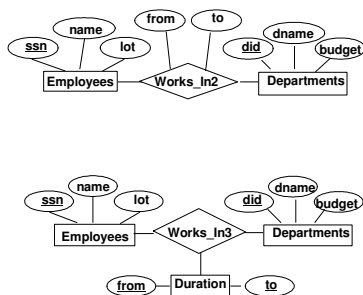 from to
name
ssn lot
Employees Works_In2
dname
did budget
Departments
name
ssn lot
Employees Works_In3
dname
did budget
Departments
from Duration to